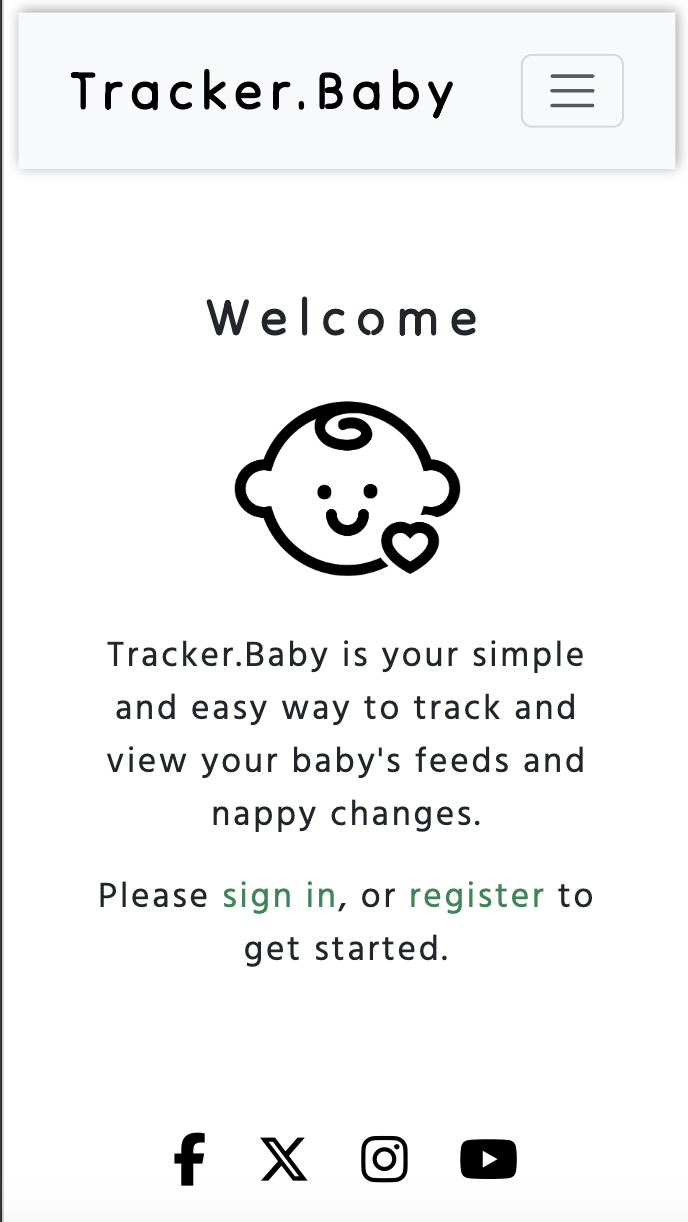 Tracker.Baby
Welcome
Tracker.Baby is your simple
and easy way to track and
view your baby's feeds and
nappy changes.
Please sign in, or register to
get started.